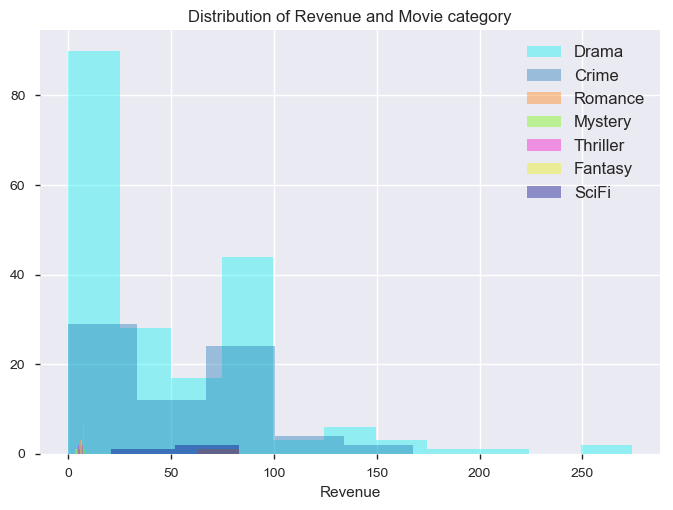 Distribution of Revenue and Movie category
Drama
Crime
Romance
Mystery
Thriller
Fantasy
SciFi
80
60
40
20
0
0 50 100 150 200 250
Revenue